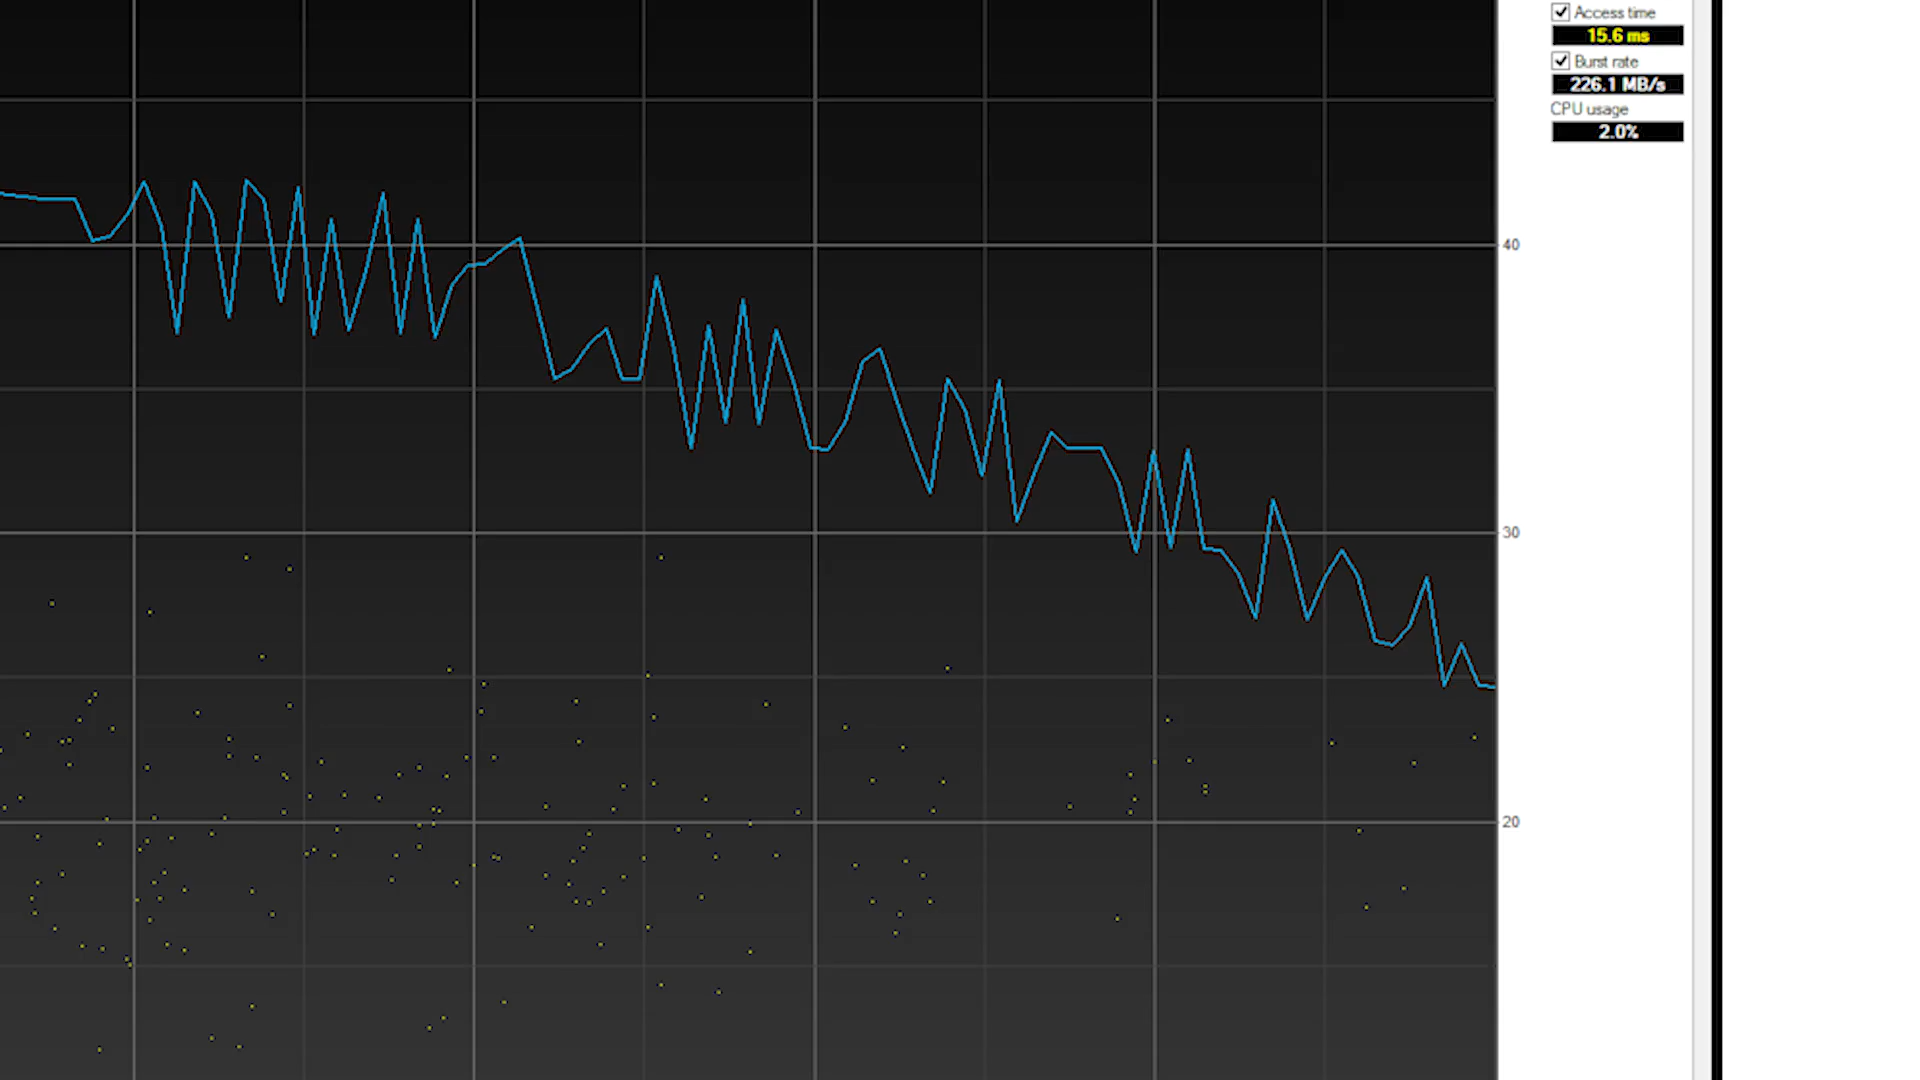 Access time
15.6 ms
Burst rate
226.1 MB/s
CPU usage
2.0%
40
30
20